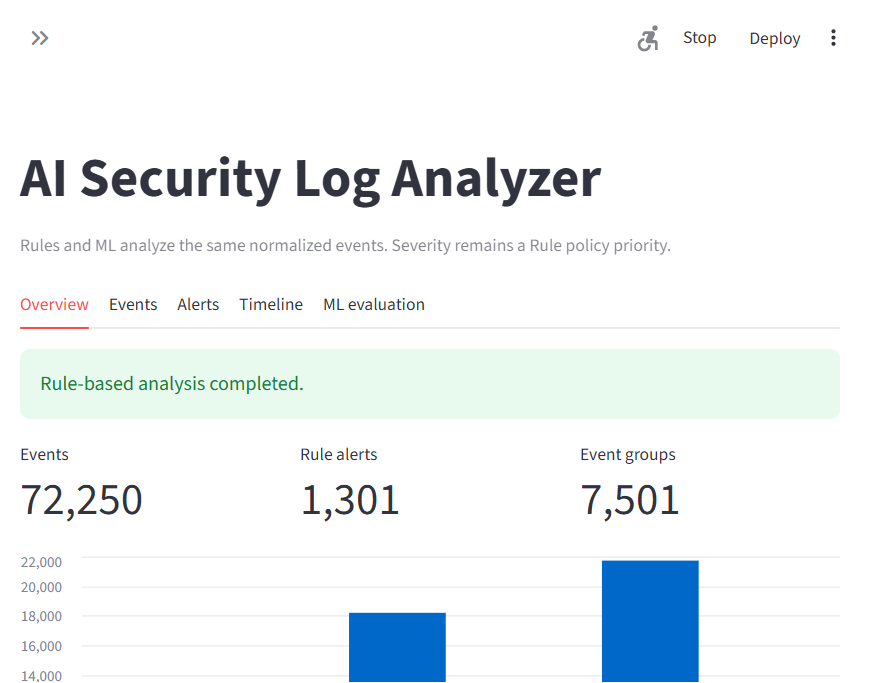 Stop Deploy
AI Security Log Analyzer
Rules and ML analyze the same normalized events. Severity remains a Rule policy priority.
Overview Events Alerts Timeline ML evaluation
Rule-based analysis completed.
Events Rule alerts Event groups
72,250 1,301 7,501
22,000
20,000
18,000
16,000
14,000